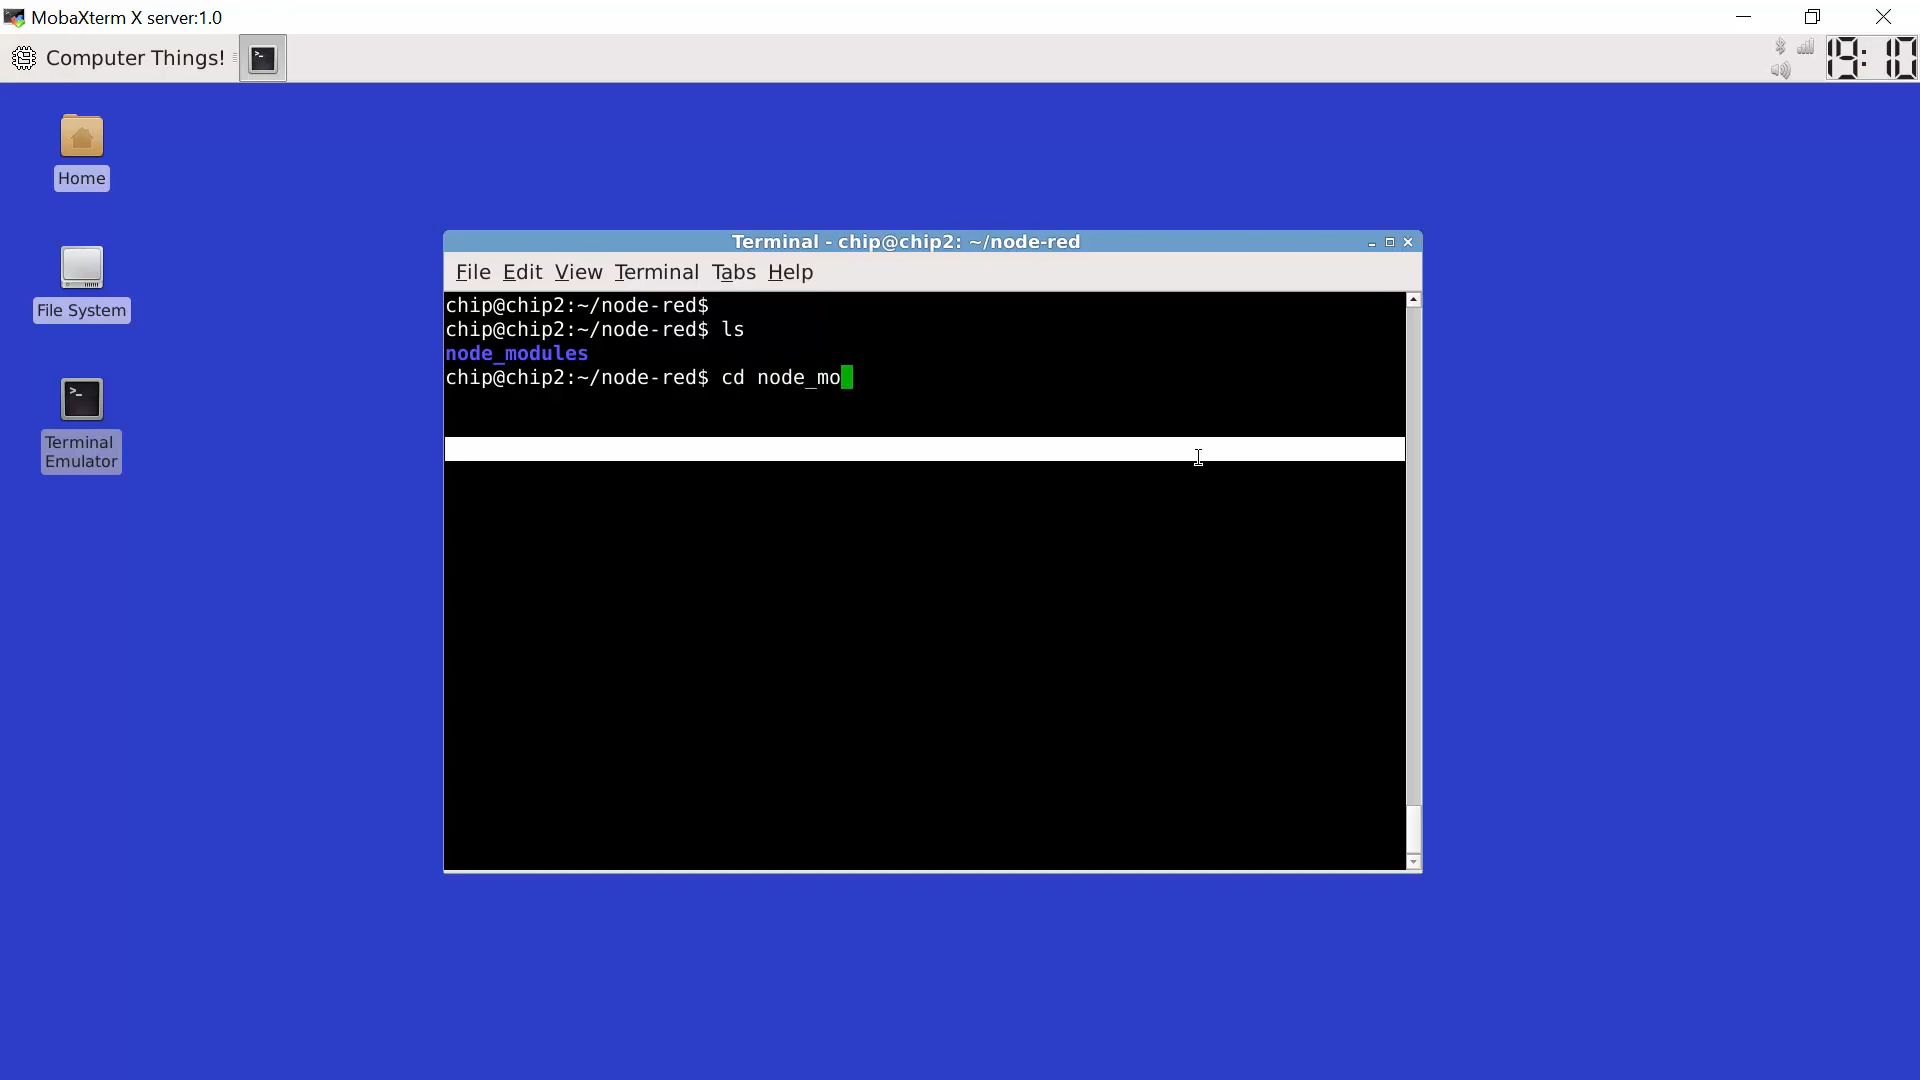 MobaXterm X server:1.0
Computer Things!
19:10
Home
File System
Terminal
Emulator
Terminal - chip@chip2: ~/node-red
File Edit View Terminal Tabs Help
chip@chip2:~/node-red$
chip@chip2:~/node-red$ ls
node_modules
chip@chip2:~/node-red$ cd node_mo